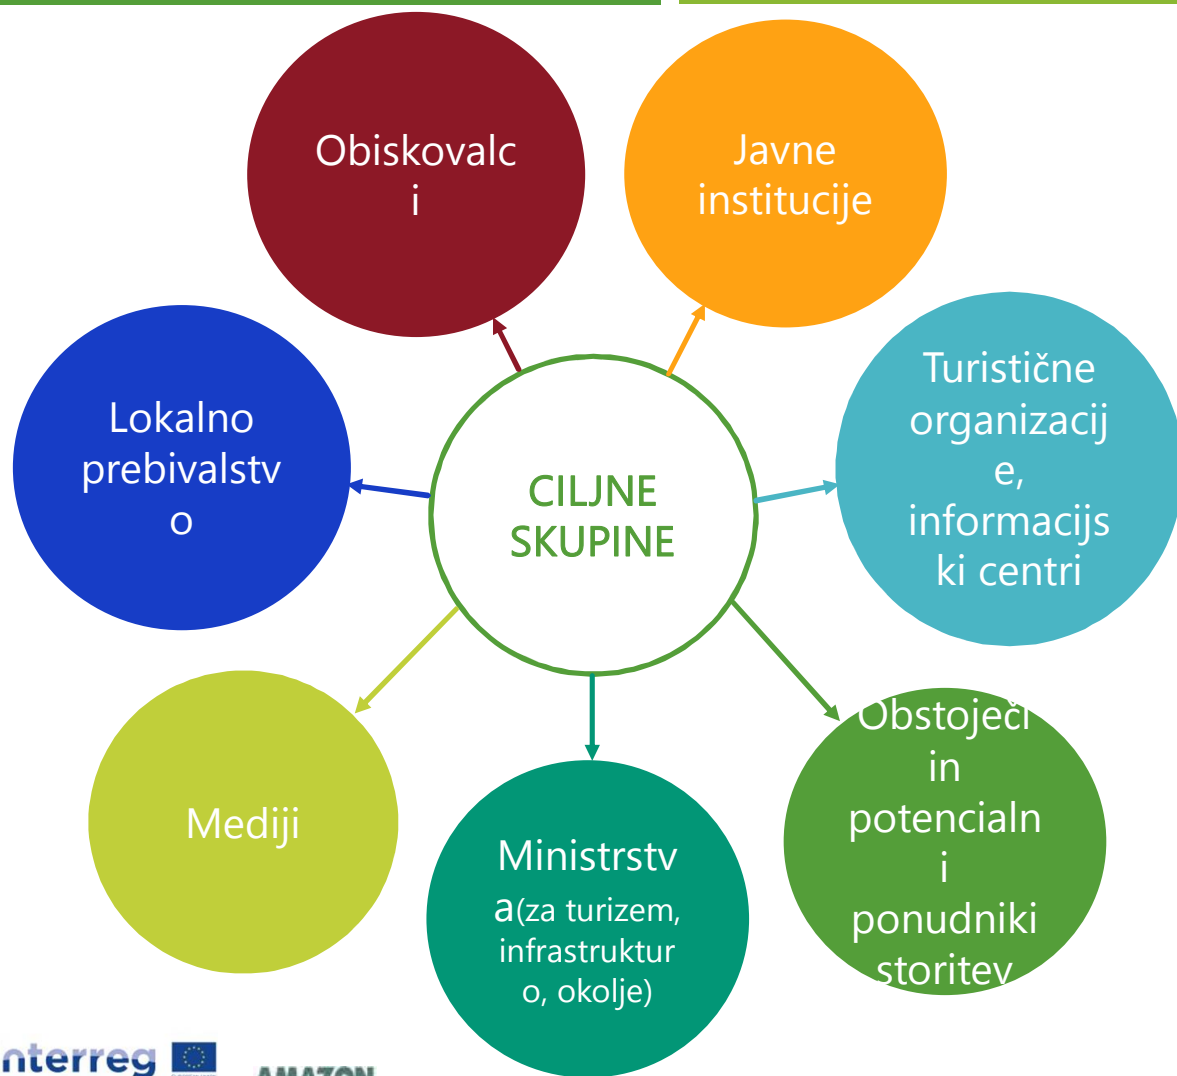 Obiskovalc
i
Javne
institucije
Turistične
organizacij
e,
informacijs
ki centri
Lokalno
prebivalstv
o
CILJNE
SKUPINE
Obstoječi
in
potencialn
i
ponudniki
storitev
Mediji
Ministrstv
a(za turizem,
infrastruktur
o, okolje)
nterreg
AMAZON